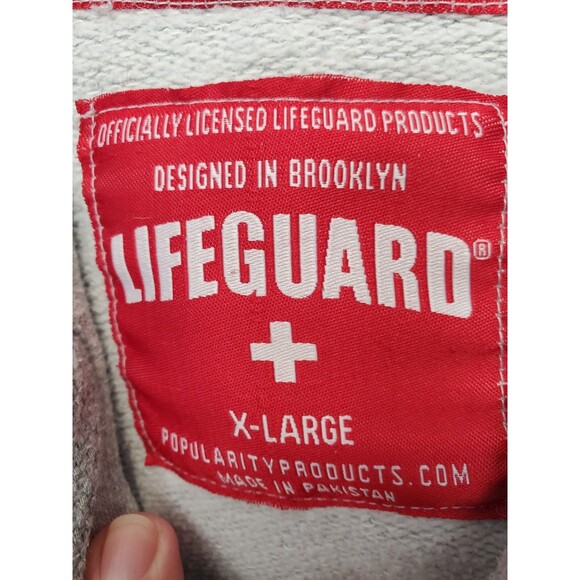 OFFICIALLY LICENSED LIFEGUARD PRODUCTS
DESIGNED IN BROOKLYN
LIFEGUARD®
X-LARGE
POPULARITYPRODUCTS.COM
MADE IN PAKISTAN